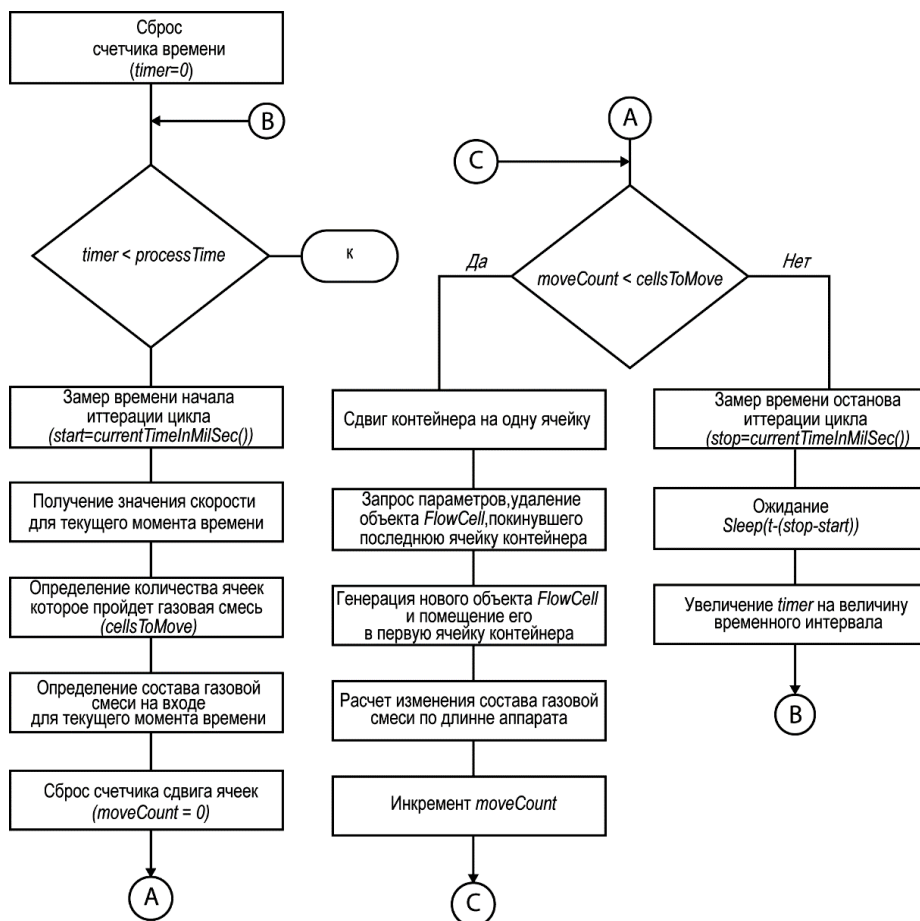 Сброс
счетчика времени
(timer=0)
B
timer < processTime
к
Замер времени начала
иттерации цикла
(start=currentTimeInMilSec())
Получение значения скорости
для текущего момента времени
Определение количества ячеек
которое пройдет газовая смесь
(cellsToMove)
Определение состава газовой
смеси на входе
для текущего момента времени
Сброс счетчика сдвига ячеек
(moveCount = 0)
A
A
C
moveCount < cellsToMove
Да
Нет
Сдвиг контейнера на одну ячейку
Запрос параметров,удаление
объекта FlowCell,покинувшего
последнюю ячейку контейнера
Генерация нового объекта FlowCell
и помещение его
в первую ячейку контейнера
Расчет изменения состава газовой
смеси по длинне аппарата
Инкремент moveCount
C
Замер времени останова
иттерации цикла
(stop=currentTimeInMilSec())
Ожидание
Sleep(t-(stop-start))
Увеличение timer на величину
временного интервала
B